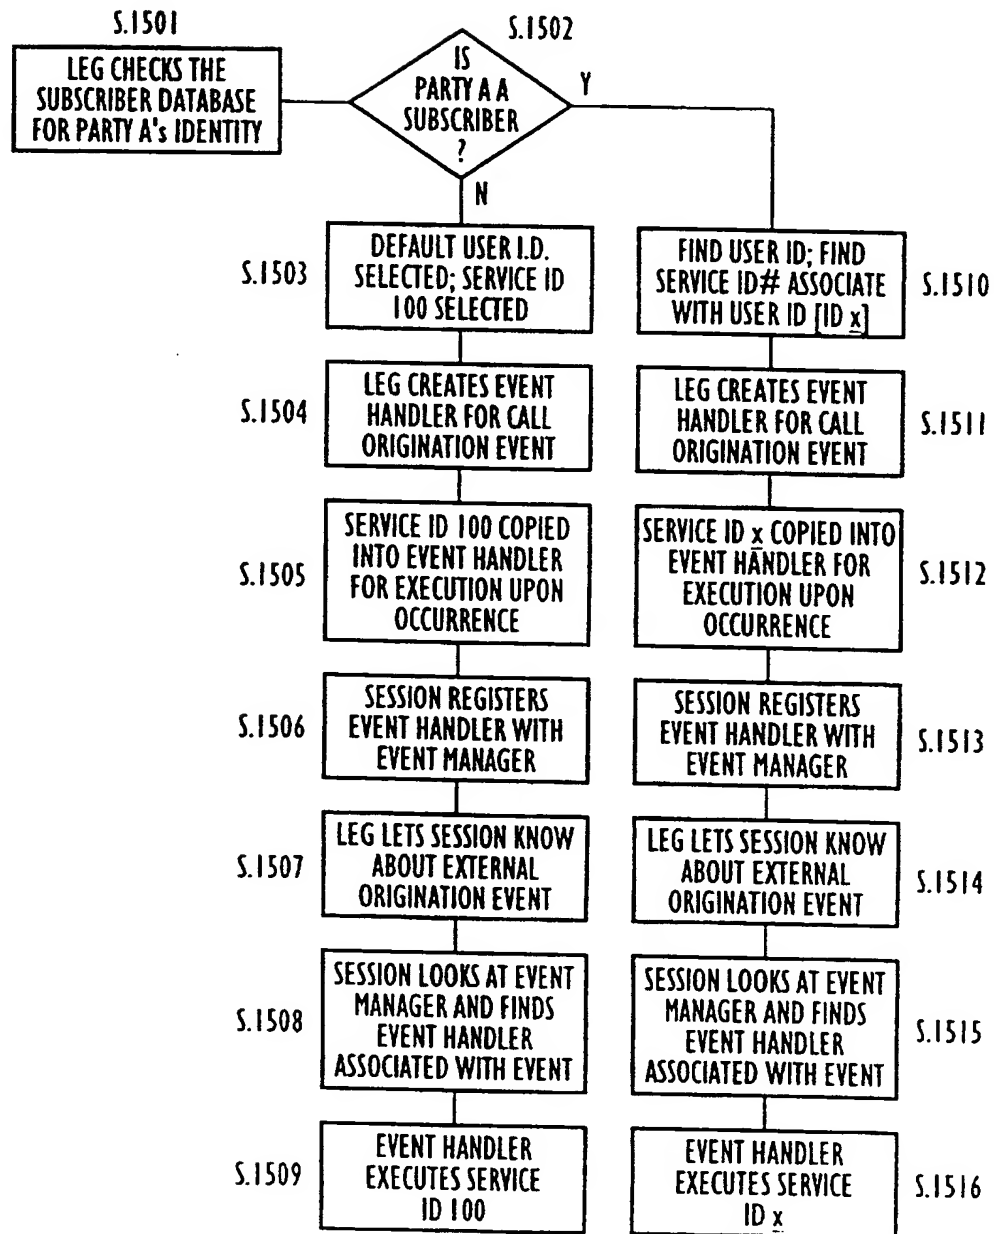 S.1501
LEG CHECKS THE
SUBSCRIBER DATABASE
FOR PARTY A's IDENTITY
S.1502
IS
PARTY A A
SUBSCRIBER
?
Y
N
S.1503
DEFAULT USER I.D.
SELECTED; SERVICE ID
100 SELECTED
S.1504
LEG CREATES EVENT
HANDLER FOR CALL
ORIGINATION EVENT
S.1505
SERVICE ID 100 COPIED
INTO EVENT HANDLER
FOR EXECUTION UPON
OCCURRENCE
S.1506
SESSION REGISTERS
EVENT HANDLER WITH
EVENT MANAGER
S.1507
LEG LETS SESSION KNOW
ABOUT EXTERNAL
ORIGINATION EVENT
S.1508
SESSION LOOKS AT EVENT
MANAGER AND FINDS
EVENT HANDLER
ASSOCIATED WITH EVENT
S.1509
EVENT HANDLER
EXECUTES SERVICE
ID 100
FIND USER ID; FIND
SERVICE ID# ASSOCIATE
WITH USER ID [ID x]
S.1510
LEG CREATES EVENT
HANDLER FOR CALL
ORIGINATION EVENT
S.1511
SERVICE ID x COPIED INTO
EVENT HANDLER FOR
EXECUTION UPON
OCCURRENCE
S.1512
SESSION REGISTERS
EVENT HANDLER WITH
EVENT MANAGER
S.1513
LEG LETS SESSION KNOW
ABOUT EXTERNAL
ORIGINATION EVENT
S.1514
SESSION LOOKS AT EVENT
MANAGER AND FINDS
EVENT HANDLER
ASSOCIATED WITH EVENT
S.1515
EVENT HANDLER
EXECUTES SERVICE
ID x
S.1516